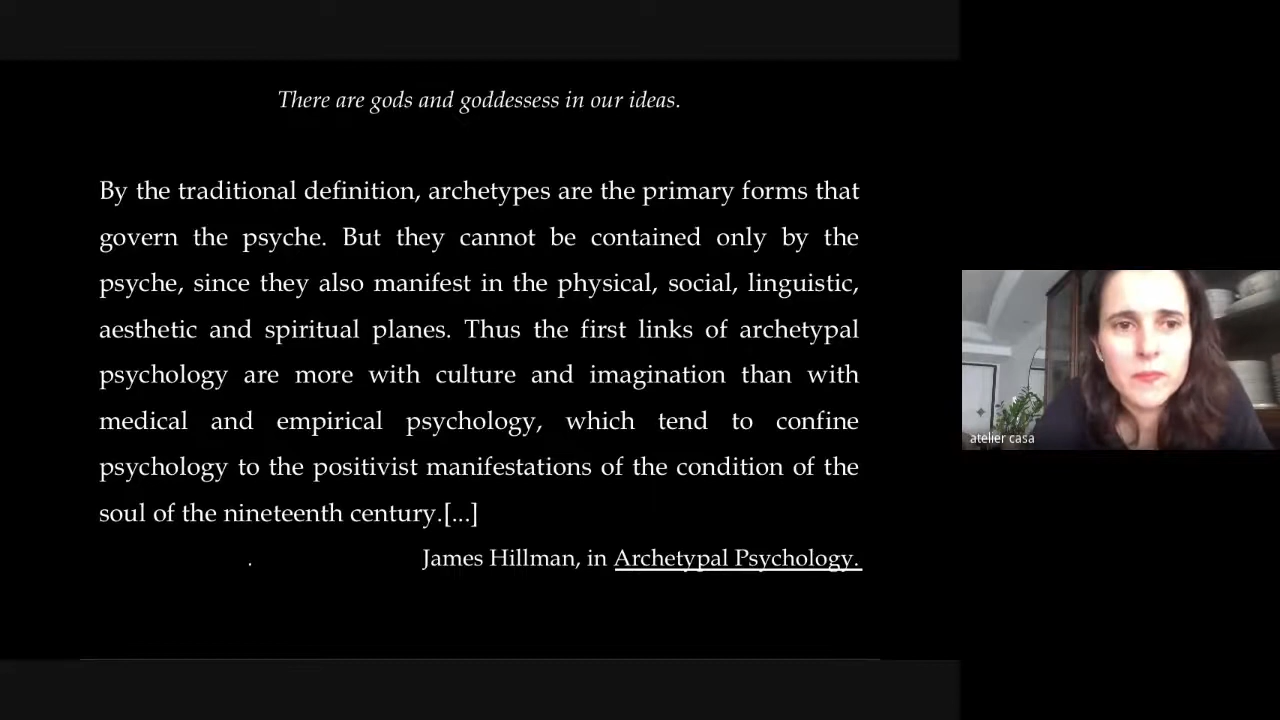 There are gods and goddessess in our ideas.
By the traditional definition, archetypes are the primary forms that
govern the psyche. But they cannot be contained only by the
psyche, since they also manifest in the physical, social, linguistic,
aesthetic and spiritual planes. Thus the first links of archetypal
psychology are more with culture and imagination than with
medical and empirical psychology, which tend to confine
psychology to the positivist manifestations of the condition of the
soul of the nineteenth century.[...]
. James Hillman, in Archetypal Psychology.
atelier casa